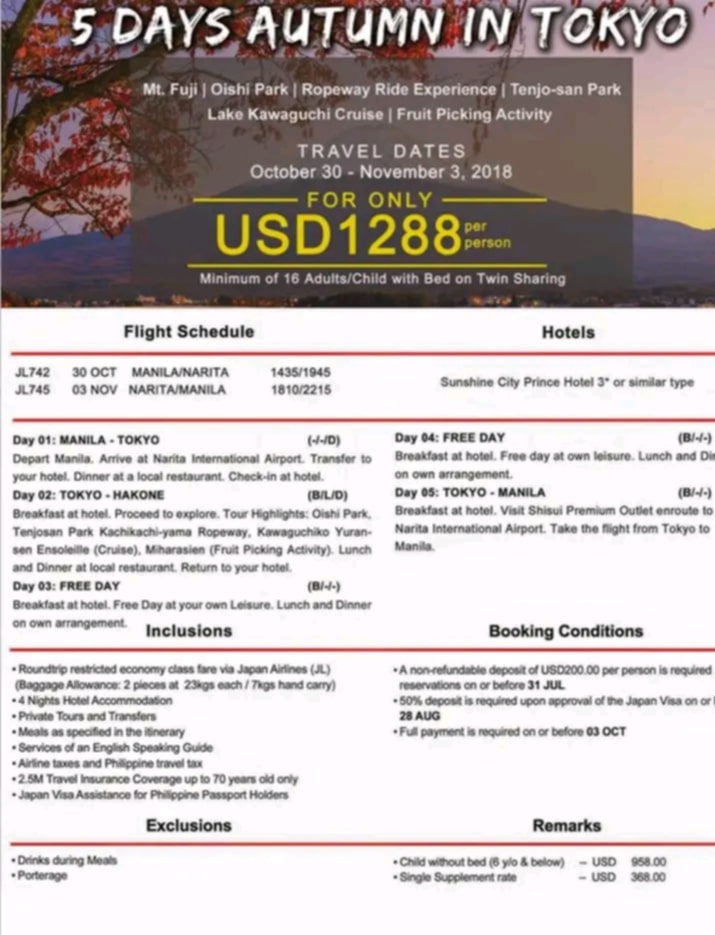 5 DAYS AUTUMN IN TOKYO
Mt. Fuji | Oishi Park | Ropeway Ride Experience | Tenjo-san Park
Lake Kawaguchi Cruise | Fruit Picking Activity
TRAVEL DATES
October 30 - November 3, 2018
FOR ONLY
USD1288 per person
Minimum of 16 Adults/Child with Bed on Twin Sharing
Flight Schedule
JL742 30 OCT MANILA/NARITA 1435/1945
JL745 03 NOV NARITA/MANILA 1810/2215
Hotels
Sunshine City Prince Hotel 3* or similar type
Day 01: MANILA - TOKYO (-/-/D)
Depart Manila. Arrive at Narita International Airport. Transfer to
your hotel. Dinner at a local restaurant. Check-in at hotel.
Day 02: TOKYO - HAKONE (B/L/D)
Breakfast at hotel. Proceed to explore. Tour Highlights: Oishi Park,
Tenjosan Park Kachikachi-yama Ropeway, Kawaguchiko Yuran-
sen Ensoleille (Cruise), Miharasien (Fruit Picking Activity). Lunch
and Dinner at local restaurant. Return to your hotel.
Day 03: FREE DAY (B/-/-)
Breakfast at hotel. Free Day at your own Leisure. Lunch and Dinner
on own arrangement.
Day 04: FREE DAY (B/-/-)
Breakfast at hotel. Free day at own leisure. Lunch and Din
on own arrangement.
Day 05: TOKYO - MANILA (B/-/-)
Breakfast at hotel. Visit Shisui Premium Outlet enroute to
Narita International Airport. Take the flight from Tokyo to
Manila.
Inclusions
• Roundtrip restricted economy class fare via Japan Airlines (JL)
(Baggage Allowance: 2 pieces at 23kgs each / 7kgs hand carry)
• 4 Nights Hotel Accommodation
• Private Tours and Transfers
• Meals as specified in the itinerary
• Services of an English Speaking Guide
• Airline taxes and Philippine travel tax
• 2.5M Travel Insurance Coverage up to 70 years old only
• Japan Visa Assistance for Philippine Passport Holders
Booking Conditions
• A non-refundable deposit of USD200.00 per person is required
reservations on or before 31 JUL
• 50% deposit is required upon approval of the Japan Visa on or
28 AUG
• Full payment is required on or before 03 OCT
Exclusions
• Drinks during Meals
• Porterage
Remarks
• Child without bed (6 y/o & below) – USD 958.00
• Single Supplement rate – USD 368.00